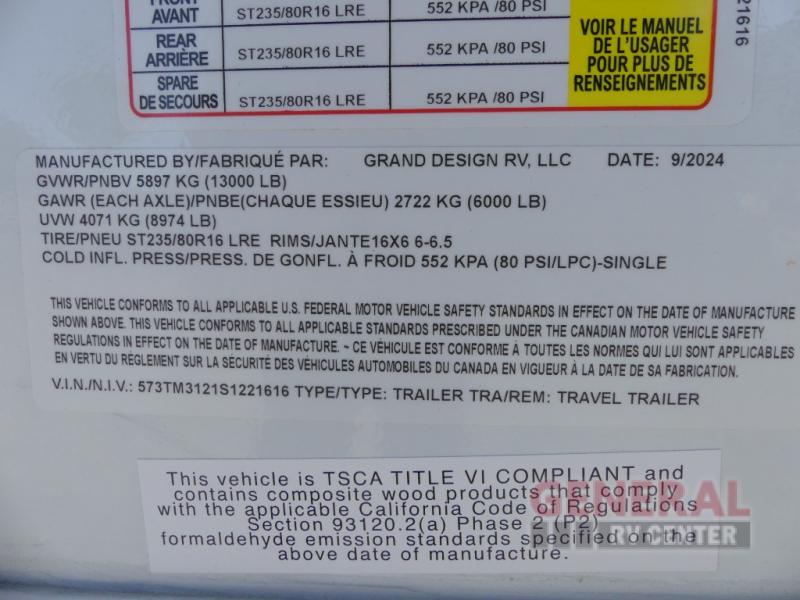 FRONT
AVANT ST235/80R16 LRE 552 KPA /80 PSI
REAR
ARRIÈRE ST235/80R16 LRE 552 KPA /80 PSI
SPARE
DE SECOURS ST235/80R16 LRE 552 KPA /80 PSI
VOIR LE MANUEL
DE L'USAGER
POUR PLUS DE
RENSEIGNEMENTS
21616
MANUFACTURED BY/FABRIQUÉ PAR: GRAND DESIGN RV, LLC DATE: 9/2024
GVWR/PNBV 5897 KG (13000 LB)
GAWR (EACH AXLE)/PNBE(CHAQUE ESSIEU) 2722 KG (6000 LB)
UVW 4071 KG (8974 LB)
TIRE/PNEU ST235/80R16 LRE RIMS/JANTE16X6 6-6.5
COLD INFL. PRESS/PRESS. DE GONFL. À FROID 552 KPA (80 PSI/LPC)-SINGLE
THIS VEHICLE CONFORMS TO ALL APPLICABLE U.S. FEDERAL MOTOR VEHICLE SAFETY STANDARDS IN EFFECT ON THE DATE OF MANUFACTURE
SHOWN ABOVE. THIS VEHICLE CONFORMS TO ALL APPLICABLE STANDARDS PRESCRIBED UNDER THE CANADIAN MOTOR VEHICLE SAFETY
REGULATIONS IN EFFECT ON THE DATE OF MANUFACTURE. ~ CE VÉHICULE EST CONFORME À TOUTES LES NORMES QUI LUI SONT APPLICABLES
EN VERTU DU RÈGLEMENT SUR LA SÉCURITÉ DES VÉHICULES AUTOMOBILES DU CANADA EN VIGUEUR À LA DATE DE SA FABRICATION.
V.I.N./N.I.V.: 573TM3121S1221616 TYPE/TYPE: TRAILER TRA/REM: TRAVEL TRAILER
This vehicle is TSCA TITLE VI COMPLIANT and
contains composite wood products that comply
with the applicable California Code of Regulations
Section 93120.2(a) Phase 2 (P2)
formaldehyde emission standards specified on the
above date of manufacture.
GENERAL
RV CENTER